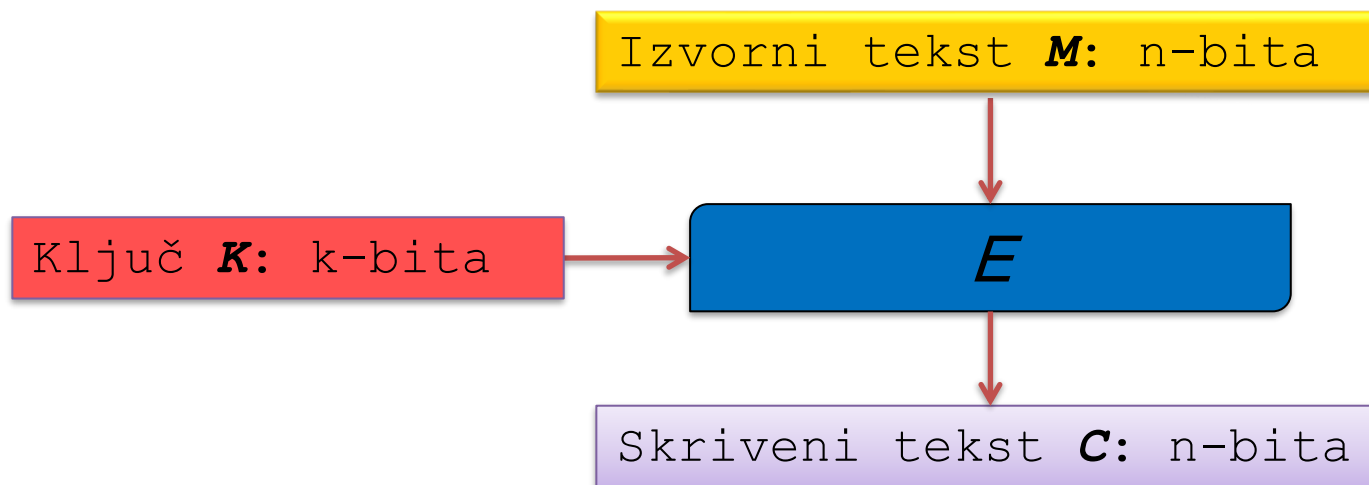 Izvorni tekst M: n-bita
Ključ K: k-bita
E
Skriveni tekst C: n-bita